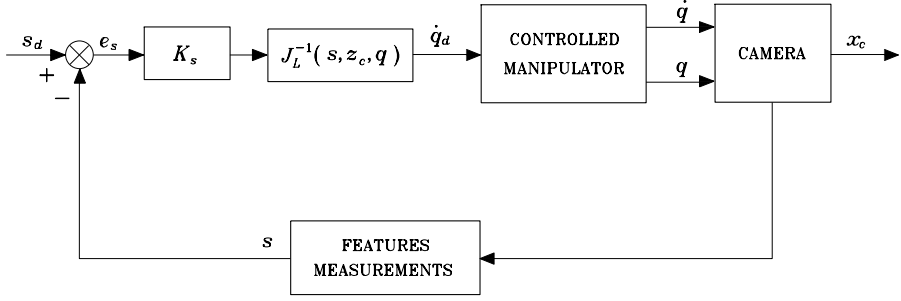 s_d
+
−
e_s
K_s
J_L^{-1}( s, z_c, q )
q̇_d
CONTROLLED
MANIPULATOR
q̇
q
CAMERA
x_c
s
FEATURES
MEASUREMENTS